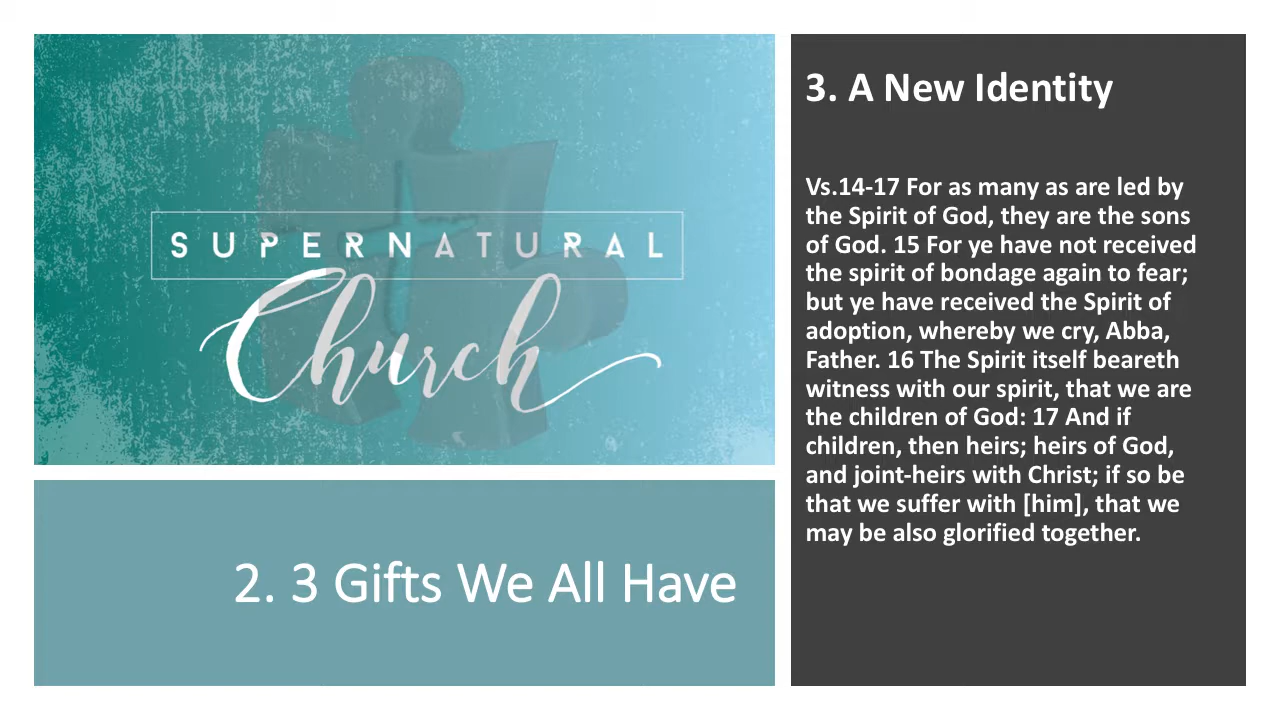 SUPERNATURAL
Church
2. 3 Gifts We All Have
3. A New Identity
Vs.14-17 For as many as are led by
the Spirit of God, they are the sons
of God. 15 For ye have not received
the spirit of bondage again to fear;
but ye have received the Spirit of
adoption, whereby we cry, Abba,
Father. 16 The Spirit itself beareth
witness with our spirit, that we are
the children of God: 17 And if
children, then heirs; heirs of God,
and joint-heirs with Christ; if so be
that we suffer with [him], that we
may be also glorified together.